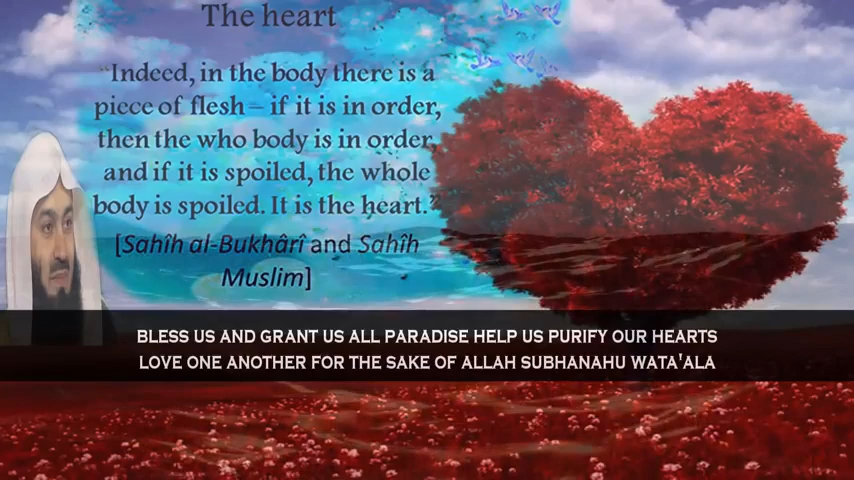 The heart
"Indeed, in the body there is a
piece of flesh – if it is in order,
then the who body is in order,
and if it is spoiled, the whole
body is spoiled. It is the heart."
[Sahîh al-Bukhârî and Sahîh
Muslim]
BLESS US AND GRANT US ALL PARADISE HELP US PURIFY OUR HEARTS
LOVE ONE ANOTHER FOR THE SAKE OF ALLAH SUBHANAHU WATA'ALA